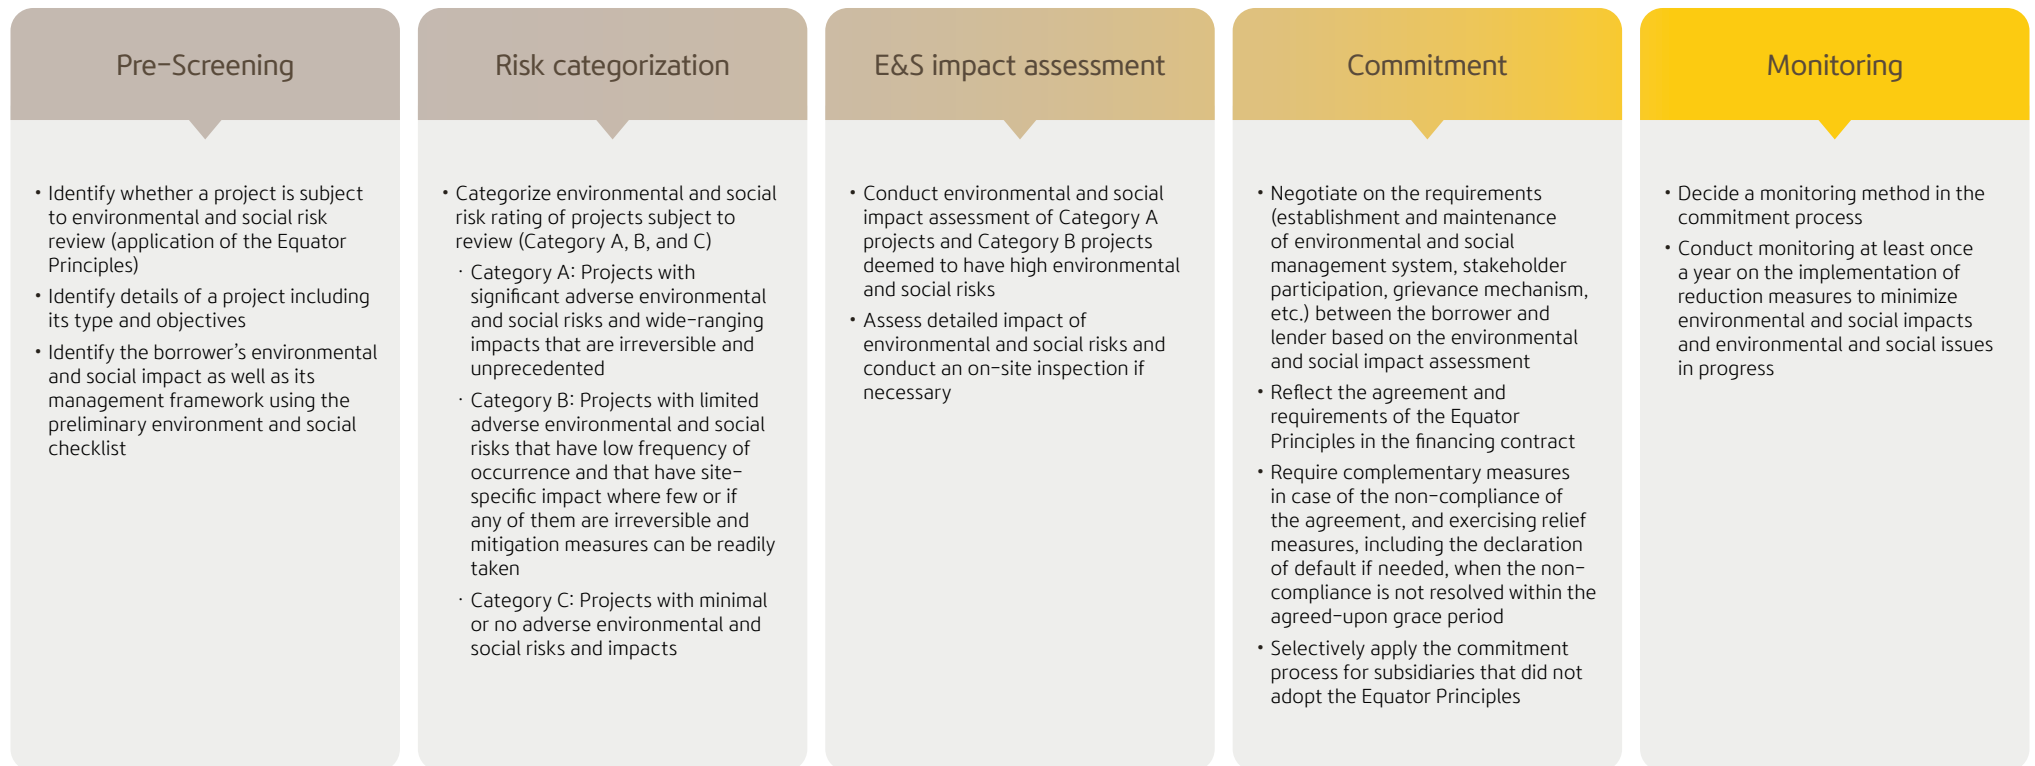 Pre-Screening
• Identify whether a project is subject
to environmental and social risk
review (application of the Equator
Principles)
• Identify details of a project including
its type and objectives
• Identify the borrower's environmental
and social impact as well as its
management framework using the
preliminary environment and social
checklist
Risk categorization
• Categorize environmental and social
risk rating of projects subject to
review (Category A, B, and C)
· Category A: Projects with
significant adverse environmental
and social risks and wide-ranging
impacts that are irreversible and
unprecedented
· Category B: Projects with limited
adverse environmental and social
risks that have low frequency of
occurrence and that have site-
specific impact where few or if
any of them are irreversible and
mitigation measures can be readily
taken
· Category C: Projects with minimal
or no adverse environmental and
social risks and impacts
E&S impact assessment
• Conduct environmental and social
impact assessment of Category A
projects and Category B projects
deemed to have high environmental
and social risks
• Assess detailed impact of
environmental and social risks and
conduct an on-site inspection if
necessary
Commitment
• Negotiate on the requirements
(establishment and maintenance
of environmental and social
management system, stakeholder
participation, grievance mechanism,
etc.) between the borrower and
lender based on the environmental
and social impact assessment
• Reflect the agreement and
requirements of the Equator
Principles in the financing contract
• Require complementary measures
in case of the non-compliance of
the agreement, and exercising relief
measures, including the declaration
of default if needed, when the non-
compliance is not resolved within the
agreed-upon grace period
• Selectively apply the commitment
process for subsidiaries that did not
adopt the Equator Principles
Monitoring
• Decide a monitoring method in the
commitment process
• Conduct monitoring at least once
a year on the implementation of
reduction measures to minimize
environmental and social impacts
and environmental and social issues
in progress